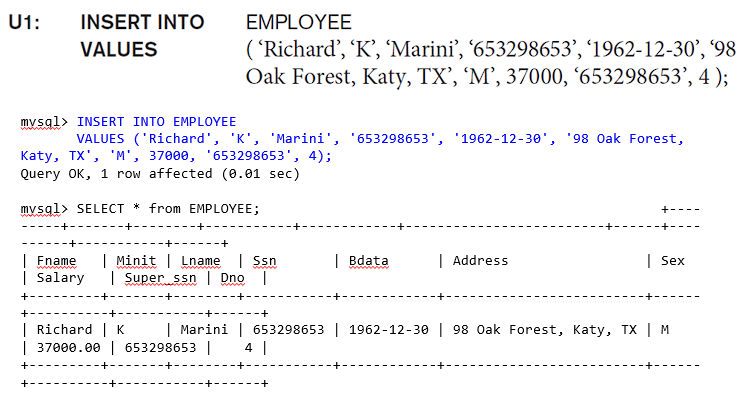 U1: INSERT INTO EMPLOYEE
VALUES ( ‘Richard’, ‘K’, ‘Marini’, ‘653298653’, ‘1962-12-30’, ‘98
Oak Forest, Katy, TX’, ‘M’, 37000, ‘653298653’, 4 );
mvsql> INSERT INTO EMPLOYEE
VALUES ('Richard', 'K', 'Marini', '653298653', '1962-12-30', '98 Oak Forest,
Katy, TX', 'M', 37000, '653298653', 4);
Query OK, 1 row affected (0.01 sec)
mvsql> SELECT * from EMPLOYEE; +----
-----+-------+--------+-----------+------------+-------------------------+------+----
------+-----------+------+
| Fname | Minit | Lname | Ssn | Bdata | Address | Sex
| Salary | Super_ssn | Dno |
+---------+-------+--------+-----------+------------+-------------------------+------
+----------+-----------+------+
| Richard | K | Marini | 653298653 | 1962-12-30 | 98 Oak Forest, Katy, TX | M
| 37000.00 | 653298653 | 4 |
+---------+-------+--------+-----------+------------+-------------------------+------
+----------+-----------+------+